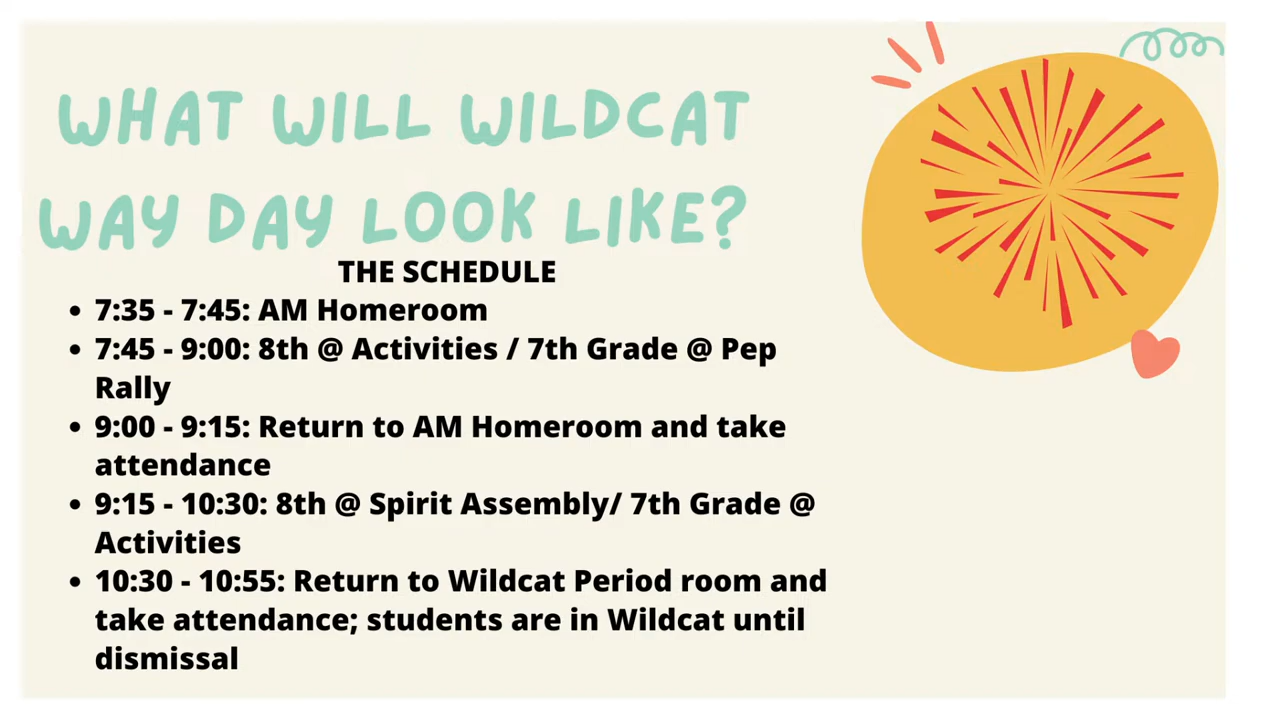 WHAT WILL WILDCAT
WAY DAY LOOK LIKE?
THE SCHEDULE
• 7:35 - 7:45: AM Homeroom
• 7:45 - 9:00: 8th @ Activities / 7th Grade @ Pep
Rally
• 9:00 - 9:15: Return to AM Homeroom and take
attendance
• 9:15 - 10:30: 8th @ Spirit Assembly/ 7th Grade @
Activities
• 10:30 - 10:55: Return to Wildcat Period room and
take attendance; students are in Wildcat until
dismissal